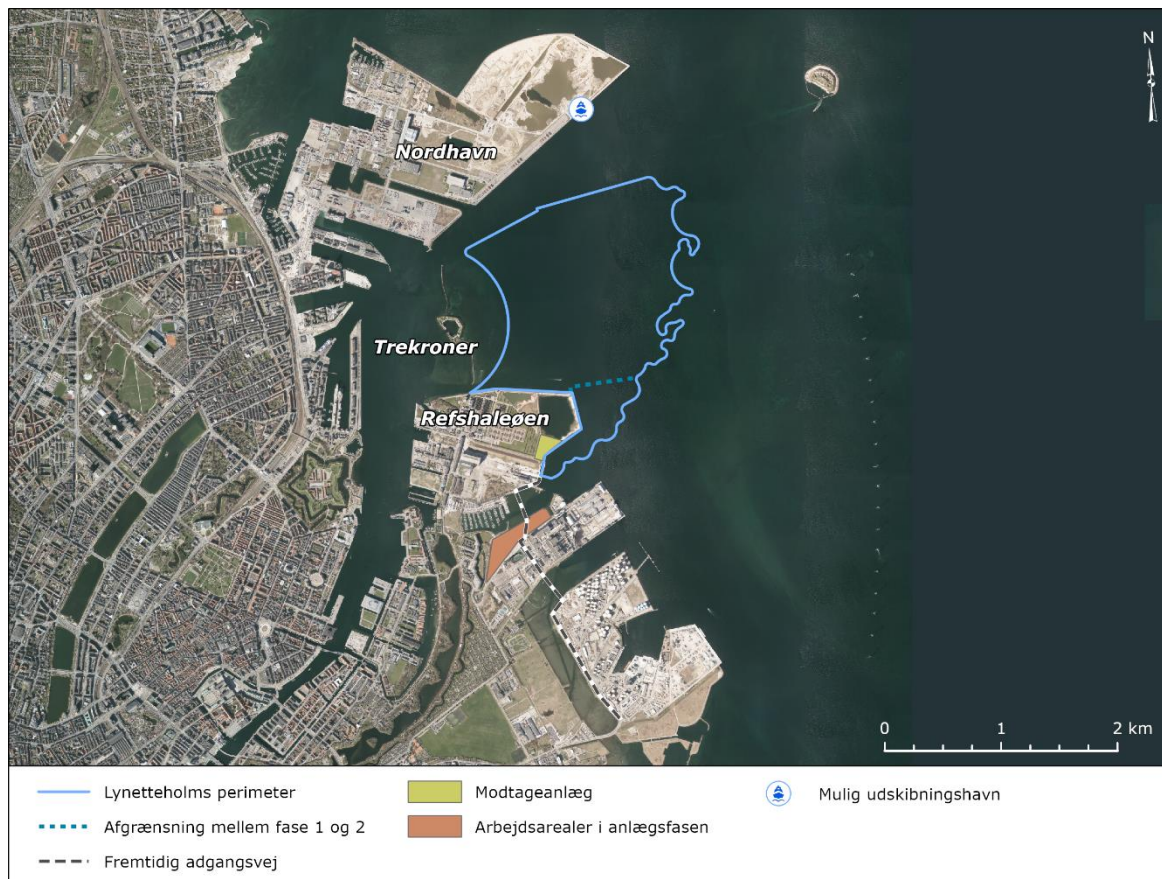 N
Nordhavn
Trekroner
Refshaleøen
0 1 2 km
Lynetteholms perimeter
Modtageanlæg
Mulig udskibningshavn
Afgrænsning mellem fase 1 og 2
Arbejdsarealer i anlægsfasen
Fremtidig adgangsvej